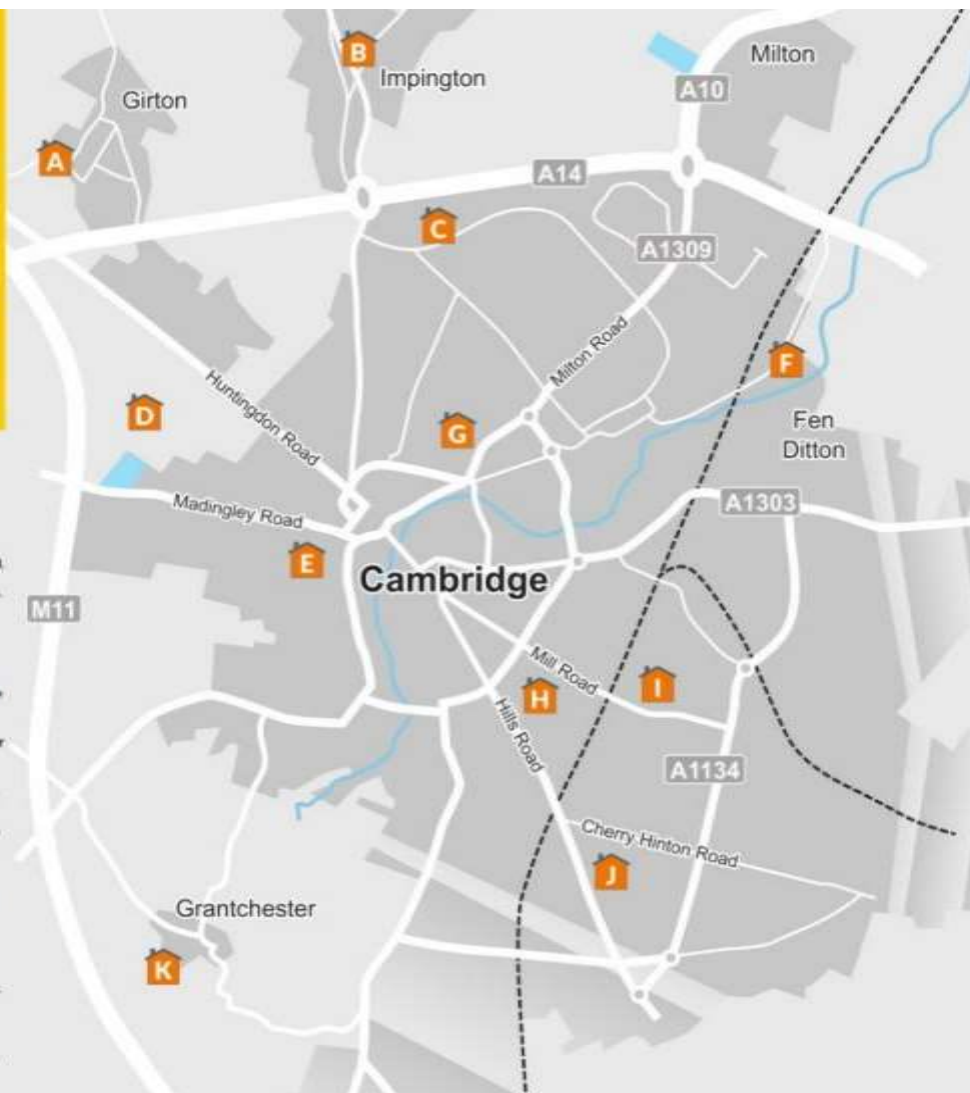 Milton
B
Impington
A10
Girton
A
A14
C
A1309
Milton Road
F
Huntingdon Road
D
G
Fen
Ditton
A1303
Madingley Road
E
Cambridge
M11
Mill Road
I
H
Hills Road
A1134
Cherry Hinton Road
J
Grantchester
K